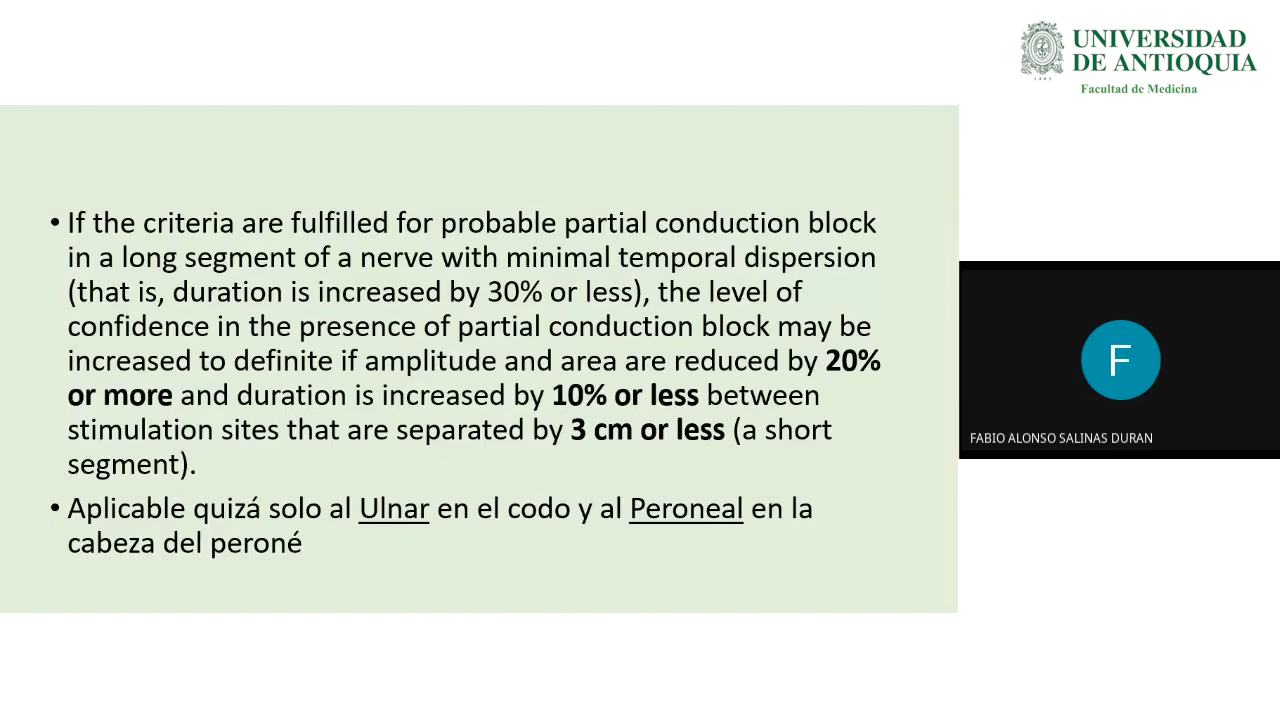 UNIVERSIDAD
DE ANTIOQUIA
1803
Facultad de Medicina
• If the criteria are fulfilled for probable partial conduction block
in a long segment of a nerve with minimal temporal dispersion
(that is, duration is increased by 30% or less), the level of
confidence in the presence of partial conduction block may be
increased to definite if amplitude and area are reduced by 20%
or more and duration is increased by 10% or less between
stimulation sites that are separated by 3 cm or less (a short
segment).
• Aplicable quizá solo al Ulnar en el codo y al Peroneal en la
cabeza del peroné
F
FABIO ALONSO SALINAS DURAN